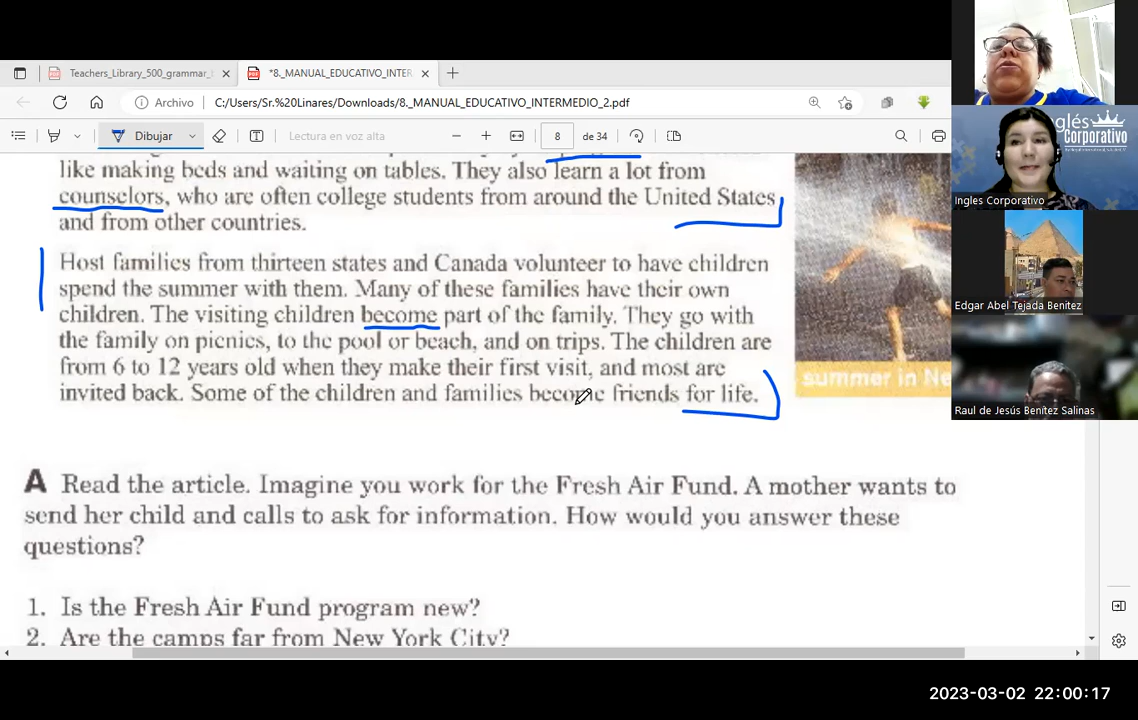 Teachers_Library_500_grammar_
*8._MANUAL_EDUCATIVO_INTER
Archivo
C:/Users/Sr.%20Linares/Downloads/8._MANUAL_EDUCATIVO_INTERMEDIO_2.pdf
Dibujar
Lectura en voz alta
8
de 34
like making beds and waiting on tables. They also learn a lot from
counselors, who are often college students from around the United States
and from other countries.
Host families from thirteen states and Canada volunteer to have children
spend the summer with them. Many of these families have their own
children. The visiting children become part of the family. They go with
the family on picnics, to the pool or beach, and on trips. The children are
from 6 to 12 years old when they make their first visit, and most are
invited back. Some of the children and families become friends for life.
summer in Ne
A Read the article. Imagine you work for the Fresh Air Fund. A mother wants to
send her child and calls to ask for information. How would you answer these
questions?
1. Is the Fresh Air Fund program new?
2. Are the camps far from New York City?
Inglés
Corporativo
Ingles Corporativo
Edgar Abel Tejada Benitez
Raul de Jesús Benítez Salinas
2023-03-02 22:00:17